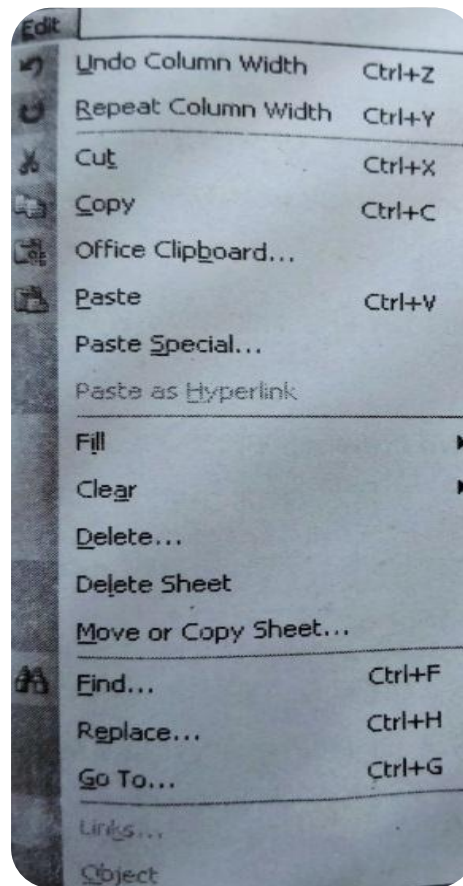 Edit
Undo Column Width Ctrl+Z
Repeat Column Width Ctrl+Y
Cut Ctrl+X
Copy Ctrl+C
Office Clipboard...
Paste Ctrl+V
Paste Special...
Paste as Hyperlink
Fill
Clear
Delete...
Delete Sheet
Move or Copy Sheet...
Find... Ctrl+F
Replace... Ctrl+H
Go To... Ctrl+G
Links...
Object